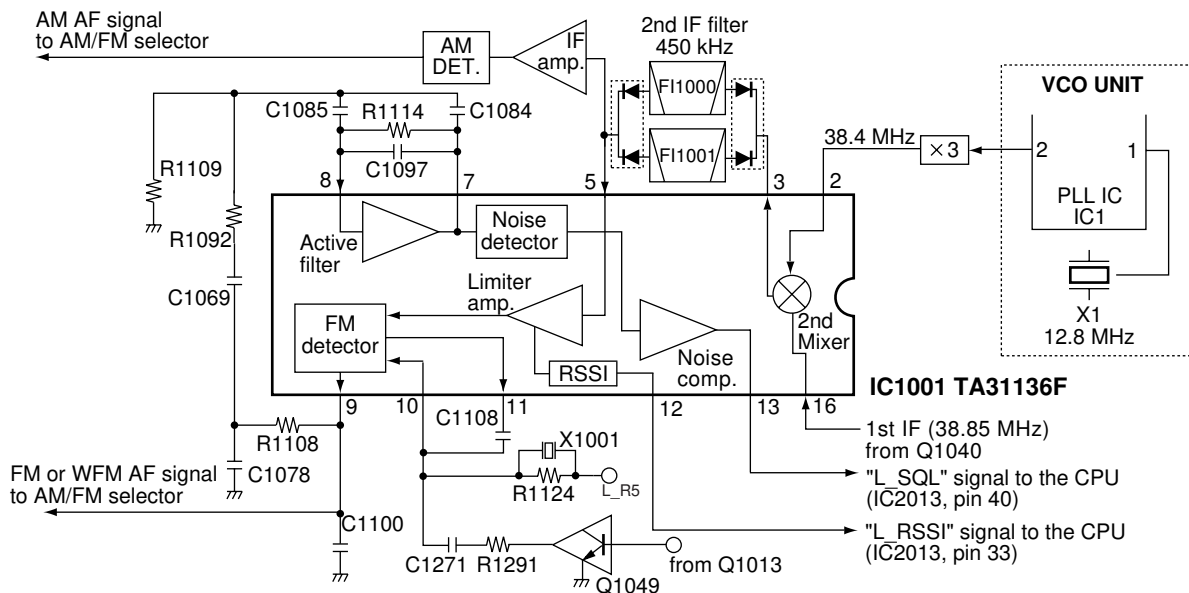 AM AF signal
to AM/FM selector
AM
DET.
IF
amp.
2nd IF filter
450 kHz
FI1000
FI1001
VCO UNIT
38.4 MHz
×3
2
1
PLL IC
IC1
X1
12.8 MHz
C1085
R1114
C1084
C1097
R1109
R1092
C1069
8
7
5
3
2
Active
filter
Noise
detector
Limiter
amp.
FM
detector
RSSI
Noise
comp.
2nd
Mixer
IC1001 TA31136F
9
10
11
12
13
16
C1108
R1108
C1078
X1001
R1124
L_R5
1st IF (38.85 MHz)
from Q1040
FM or WFM AF signal
to AM/FM selector
"L_SQL" signal to the CPU
(IC2013, pin 40)
C1100
"L_RSSI" signal to the CPU
(IC2013, pin 33)
C1271
R1291
Q1049
from Q1013